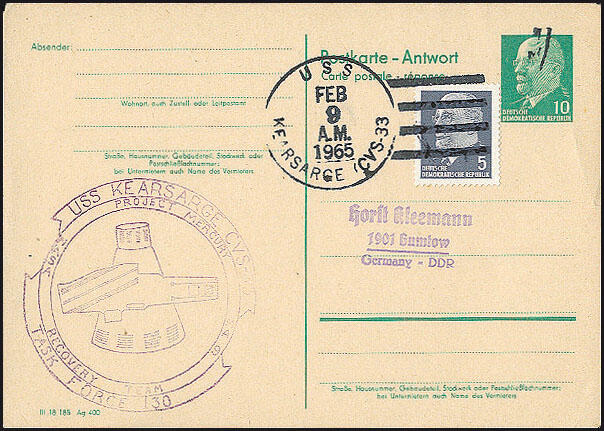 Absender:
Wohnort, auch Zustell- oder Leitpostamt
Straße, Hausnummer, Gebäudeteil, Stockwerk oder
Postschließfachnummer;
bei Untermietern auch Name des Vermieters
USS KEARSARGE CVS-
PROJECT MERCURY
RECOVERY TEAM
TASK FORCE 130
III 18 185 Ag 400
Postkarte – Antwort
Carte postale - réponse
USS
FEB
9
A.M.
1965
KEARSARGE (CVS-33
10
DEUTSCHE
DEMOKRATISCHE REPUBLIK
5
DEUTSCHE
DEMOKRATISCHE REPUBLIK
Horst Kleemann
1901 Bumlow
Germany - DDR
Straße, Hausnummer, Gebäudeteil, Stockwerk oder Postschließfachnummer;
bei Untermietern auch Name des Vermieters